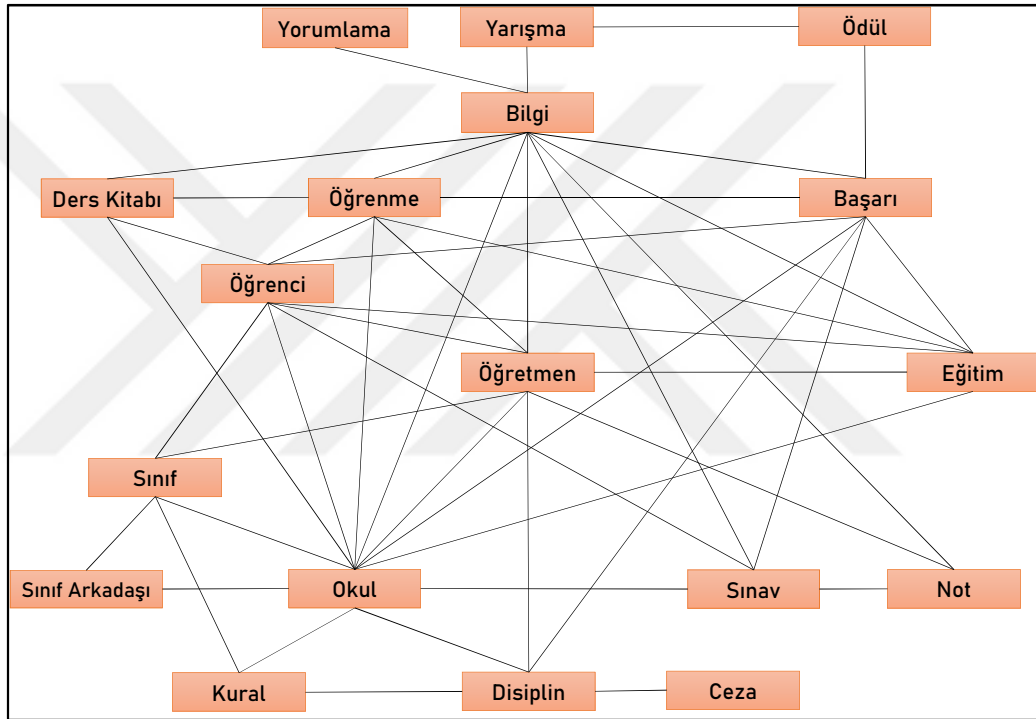 Yorumlama
Yarışma
Ödül
Bilgi
Ders Kitabı
Öğrenme
Başarı
Öğrenci
Öğretmen
Eğitim
Sınıf
Sınıf Arkadaşı
Okul
Sınav
Not
Kural
Disiplin
Ceza